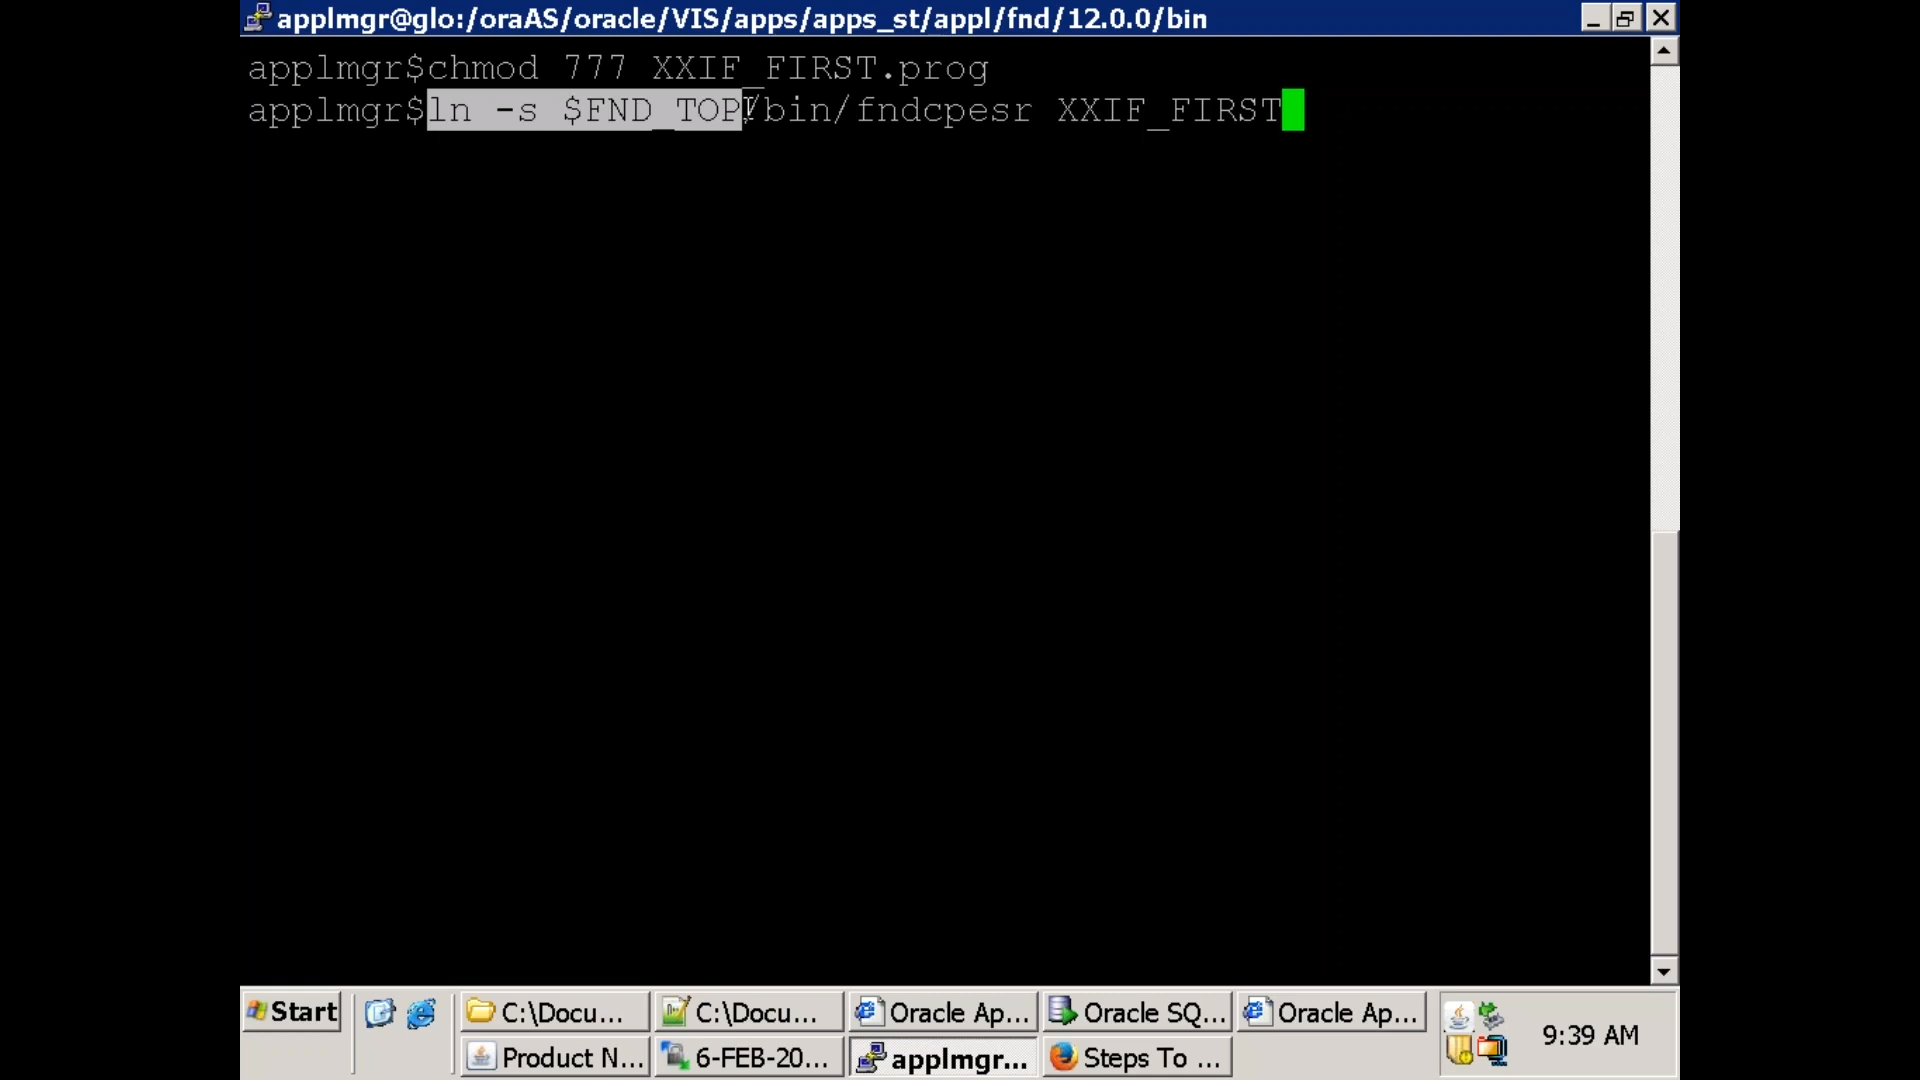 applmgr@glo:/oraAS/oracle/VIS/apps/apps_st/appl/fnd/12.0.0/bin
applmgr$chmod 777 XXIF_FIRST.prog
applmgr$ln -s $FND_TOP/bin/fndcpesr XXIF_FIRST
Start
C:\Docu...
C:\Docu...
Oracle Ap...
Oracle SQ...
Oracle Ap...
Product N...
6-FEB-20...
applmgr...
Steps To ...
9:39 AM